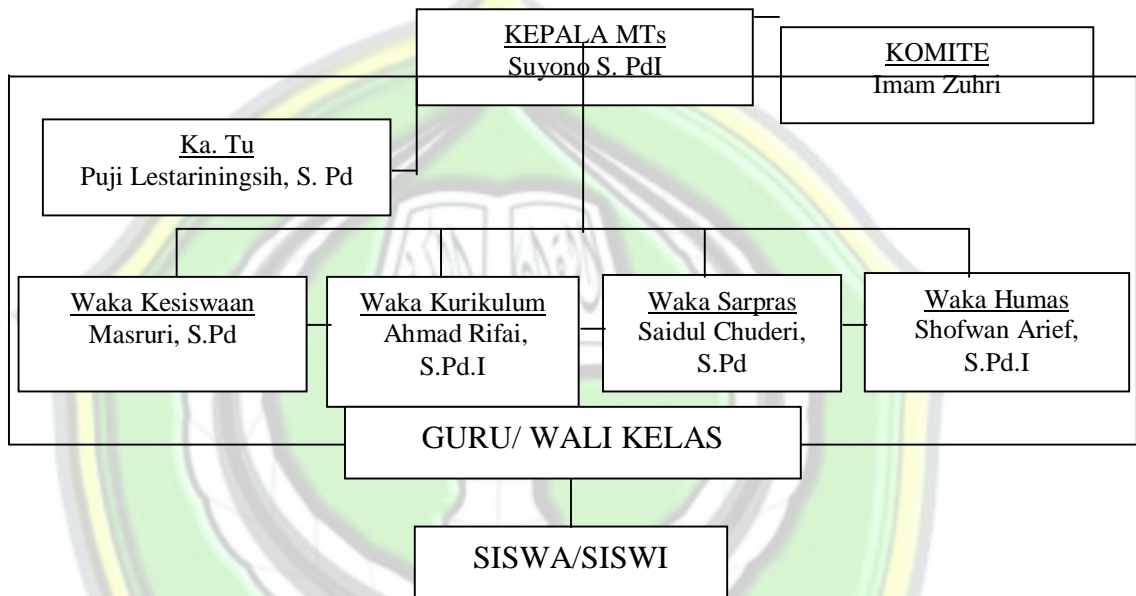 KEPALA MTs
Suyono S. PdI
KOMITE
Imam Zuhri
Ka. Tu
Puji Lestariningsih, S. Pd
Waka Kesiswaan
Masruri, S.Pd
Waka Kurikulum
Ahmad Rifai,
S.Pd.I
Waka Sarpras
Saidul Chuderi,
S.Pd
Waka Humas
Shofwan Arief,
S.Pd.I
GURU/ WALI KELAS
SISWA/SISWI